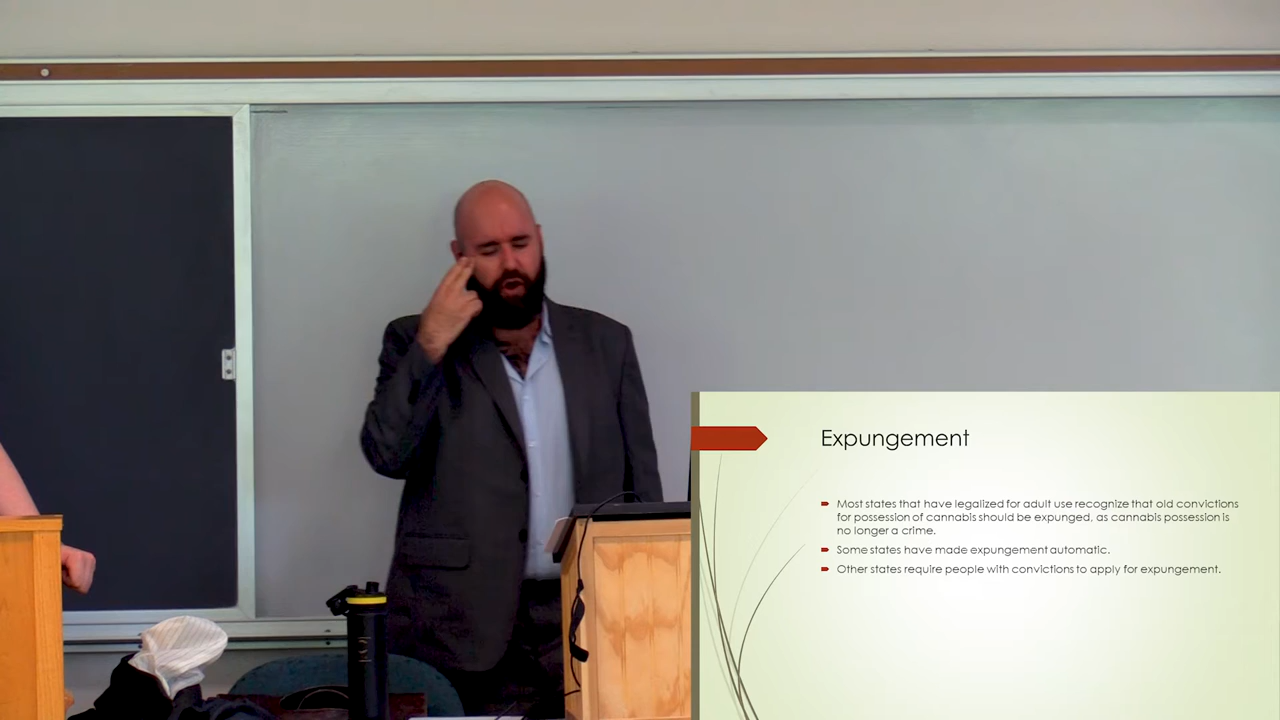 Expungement
Most states that have legalized for adult use recognize that old convictions
for possession of cannabis should be expunged, as cannabis possession is
no longer a crime.
Some states have made expungement automatic.
Other states require people with convictions to apply for expungement.